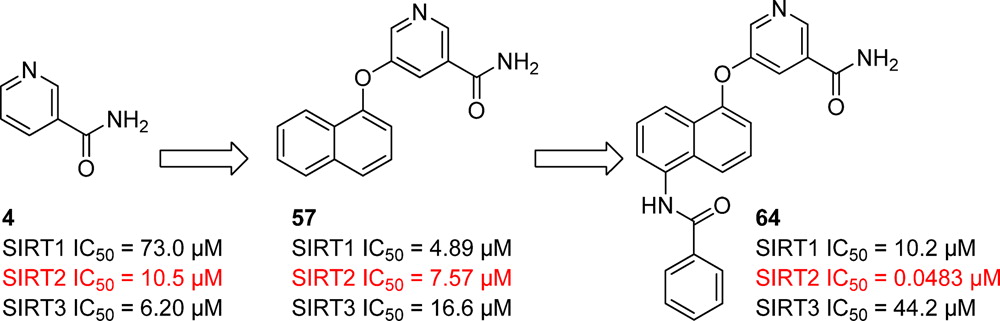 N
NH2
O
4
SIRT1 IC50 = 73.0 µM
SIRT2 IC50 = 10.5 µM
SIRT3 IC50 = 6.20 µM
N
O
NH2
O
57
SIRT1 IC50 = 4.89 µM
SIRT2 IC50 = 7.57 µM
SIRT3 IC50 = 16.6 µM
N
O
NH2
O
HN
O
64
SIRT1 IC50 = 10.2 µM
SIRT2 IC50 = 0.0483 µM
SIRT3 IC50 = 44.2 µM